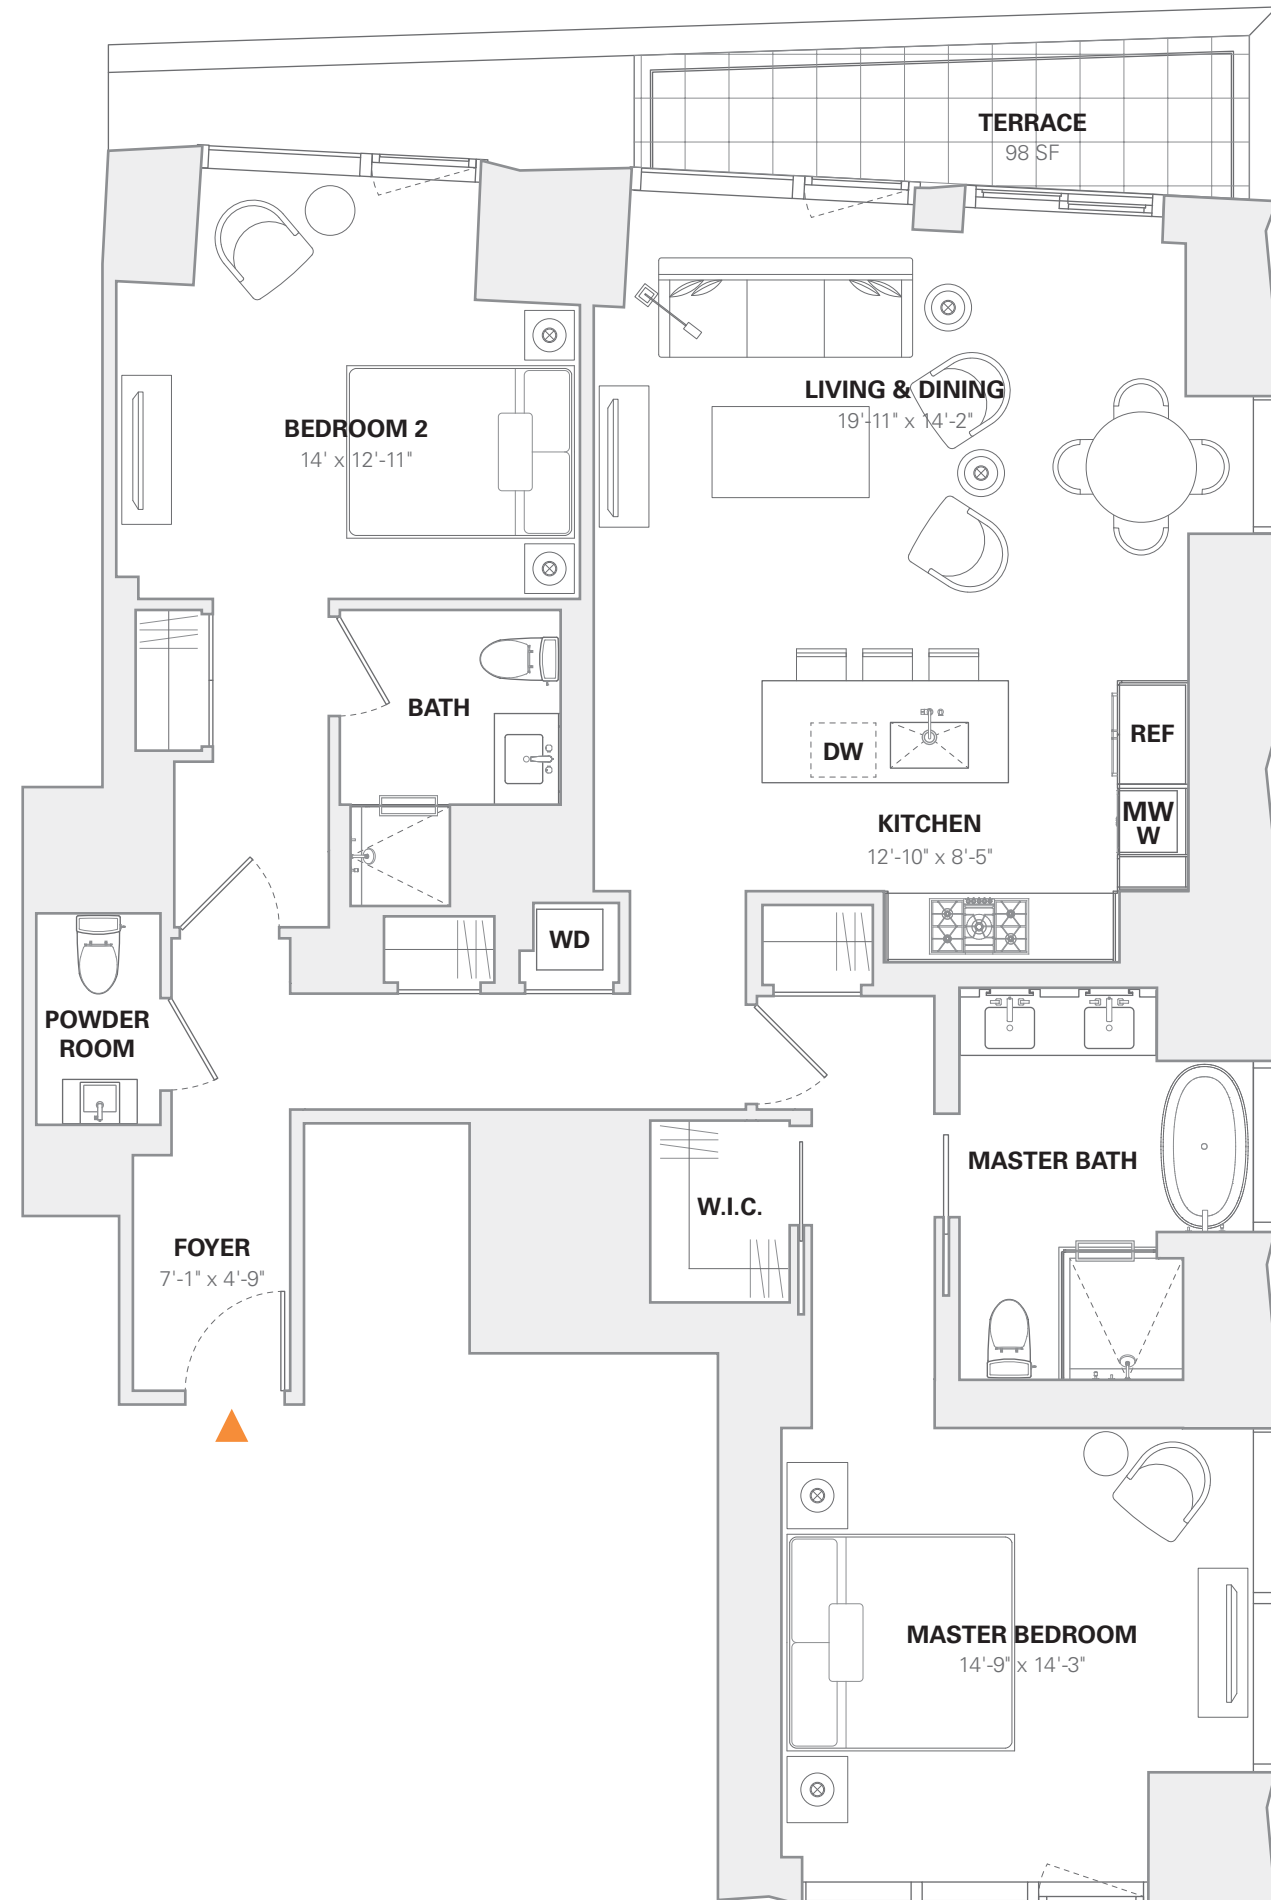 TERRACE
98 SF
LIVING & DINING
19'-11" x 14'-2"
BEDROOM 2
14' x 12'-11"
BATH
DW
REF
MW
W
KITCHEN
12'-10" x 8'-5"
WD
POWDER
ROOM
MASTER BATH
W.I.C.
FOYER
7'-1" x 4'-9"
MASTER BEDROOM
14'-9" x 14'-3"